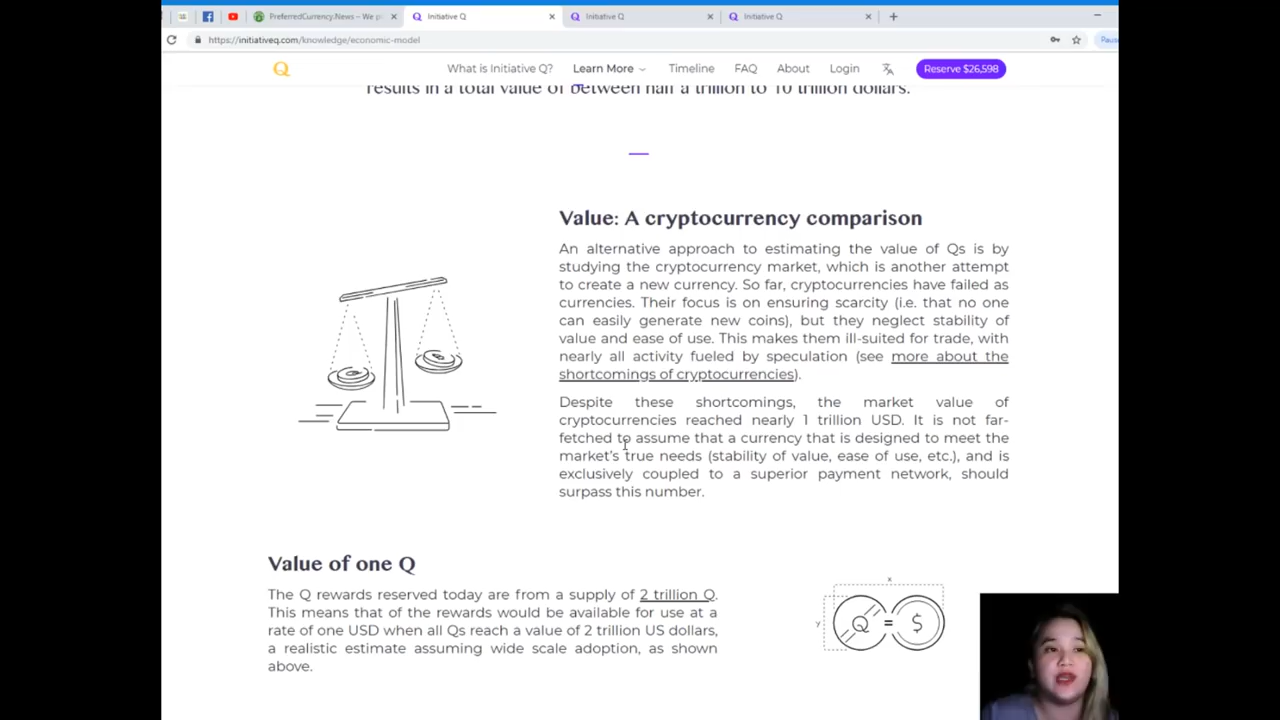 PreferredCurrency.News – We p
Initiative Q
Initiative Q
Initiative Q
https://initiativeq.com/knowledge/economic-model
Paus
Q
What is Initiative Q?
Learn More
Timeline
FAQ
About
Login
Reserve $26,598
results in a total value of between half a trillion to 10 trillion dollars.
Value: A cryptocurrency comparison
An alternative approach to estimating the value of Qs is by
studying the cryptocurrency market, which is another attempt
to create a new currency. So far, cryptocurrencies have failed as
currencies. Their focus is on ensuring scarcity (i.e. that no one
can easily generate new coins), but they neglect stability of
value and ease of use. This makes them ill-suited for trade, with
nearly all activity fueled by speculation (see more about the
shortcomings of cryptocurrencies).
Despite these shortcomings, the market value of
cryptocurrencies reached nearly 1 trillion USD. It is not far-
fetched to assume that a currency that is designed to meet the
market's true needs (stability of value, ease of use, etc.), and is
exclusively coupled to a superior payment network, should
surpass this number.
Value of one Q
The Q rewards reserved today are from a supply of 2 trillion Q.
This means that of the rewards would be available for use at a
rate of one USD when all Qs reach a value of 2 trillion US dollars,
a realistic estimate assuming wide scale adoption, as shown
above.
x
y
Q = $